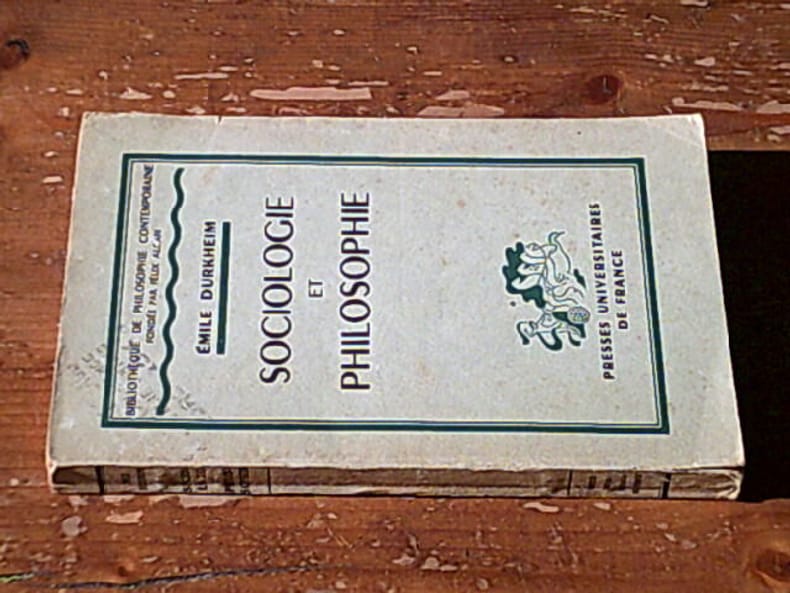 BIBLIOTHÈQUE DE PHILOSOPHIE CONTEMPORAINE
FONDÉE PAR FÉLIX ALCAN
ÉMILE DURKHEIM
SOCIOLOGIE
ET
PHILOSOPHIE
PRESSES UNIVERSITAIRES
DE FRANCE